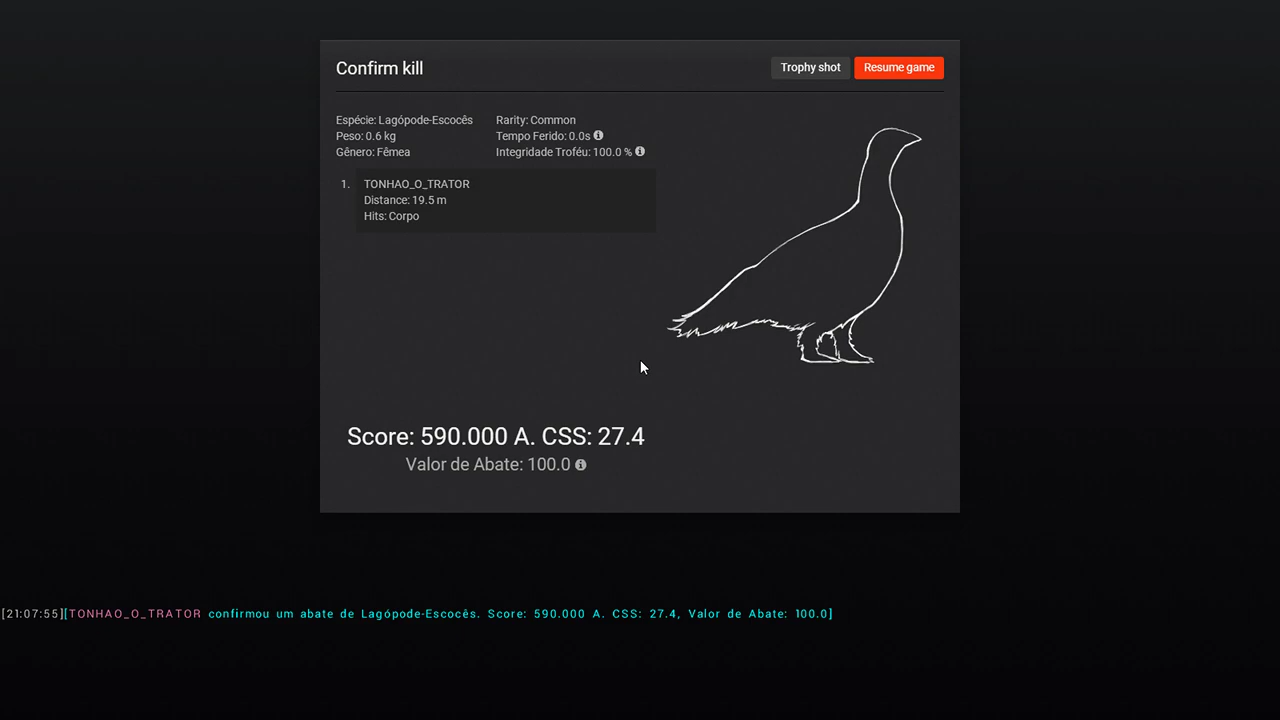 Confirm kill
Trophy shot
Resume game
Espécie: Lagópode-Escocês
Rarity: Common
Peso: 0.6 kg
Tempo Ferido: 0.0s
Gênero: Fêmea
Integridade Troféu: 100.0 %
1. TONHAO_O_TRATOR
Distance: 19.5 m
Hits: Corpo
Score: 590.000 A. CSS: 27.4
Valor de Abate: 100.0
[21:07:55][TONHAO_O_TRATOR confirmou um abate de Lagópode-Escocês. Score: 590.000 A. CSS: 27.4, Valor de Abate: 100.0]